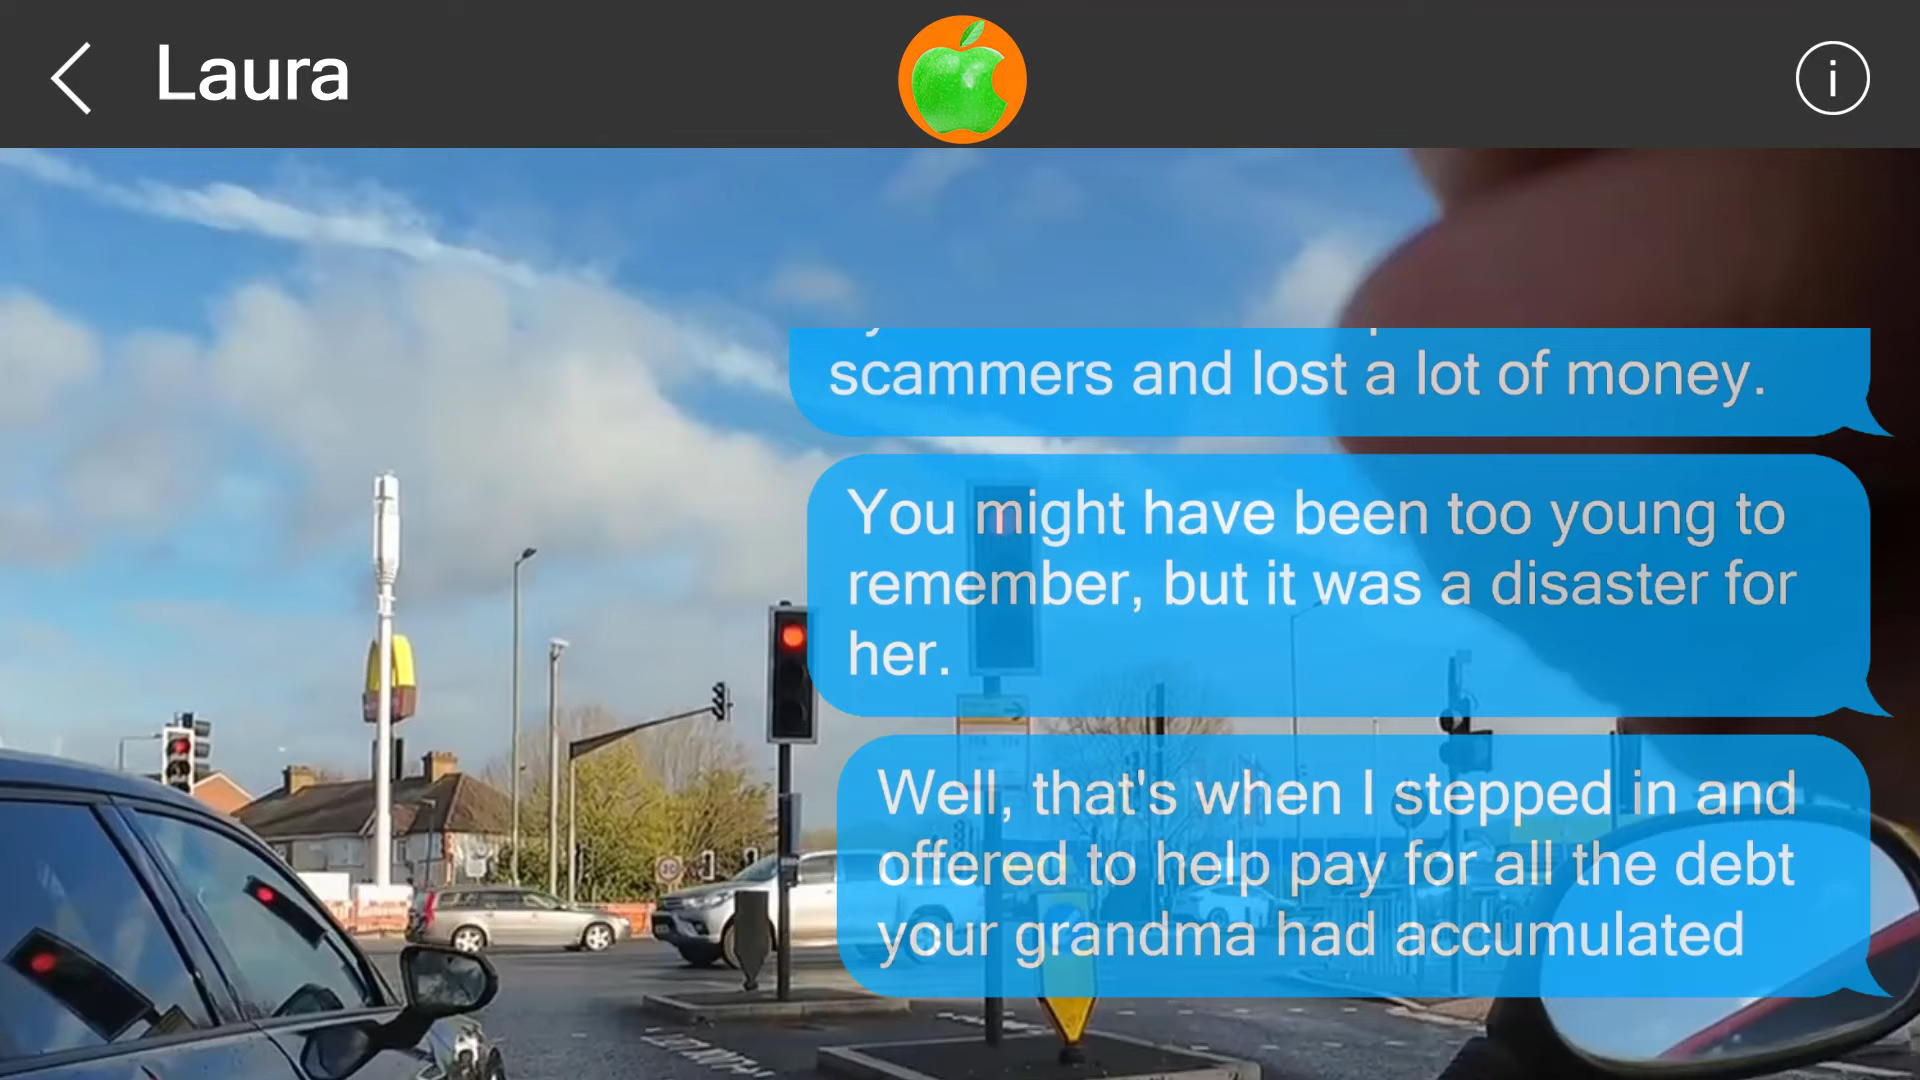 Laura
scammers and lost a lot of money.
You might have been too young to
remember, but it was a disaster for
her.
Well, that's when I stepped in and
offered to help pay for all the debt
your grandma had accumulated